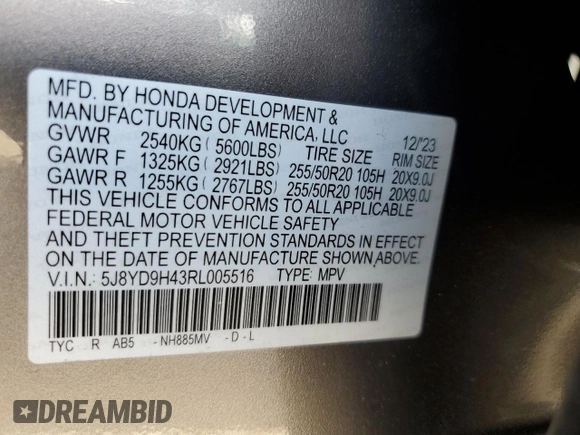 MFD. BY HONDA DEVELOPMENT &
MANUFACTURING OF AMERICA, LLC 12/'23
GVWR 2540KG ( 5600LBS) TIRE SIZE RIM SIZE
GAWR F 1325KG ( 2921LBS) 255/50R20 105H 20X9.0J
GAWR R 1255KG ( 2767LBS) 255/50R20 105H 20X9.0J
THIS VEHICLE CONFORMS TO ALL APPLICABLE
FEDERAL MOTOR VEHICLE SAFETY
AND THEFT PREVENTION STANDARDS IN EFFECT
ON THE DATE OF MANUFACTURE SHOWN ABOVE.
V.I.N.: 5J8YD9H43RL005516 TYPE: MPV
TYC R AB5 - NH885MV - D - L
DREAMBID